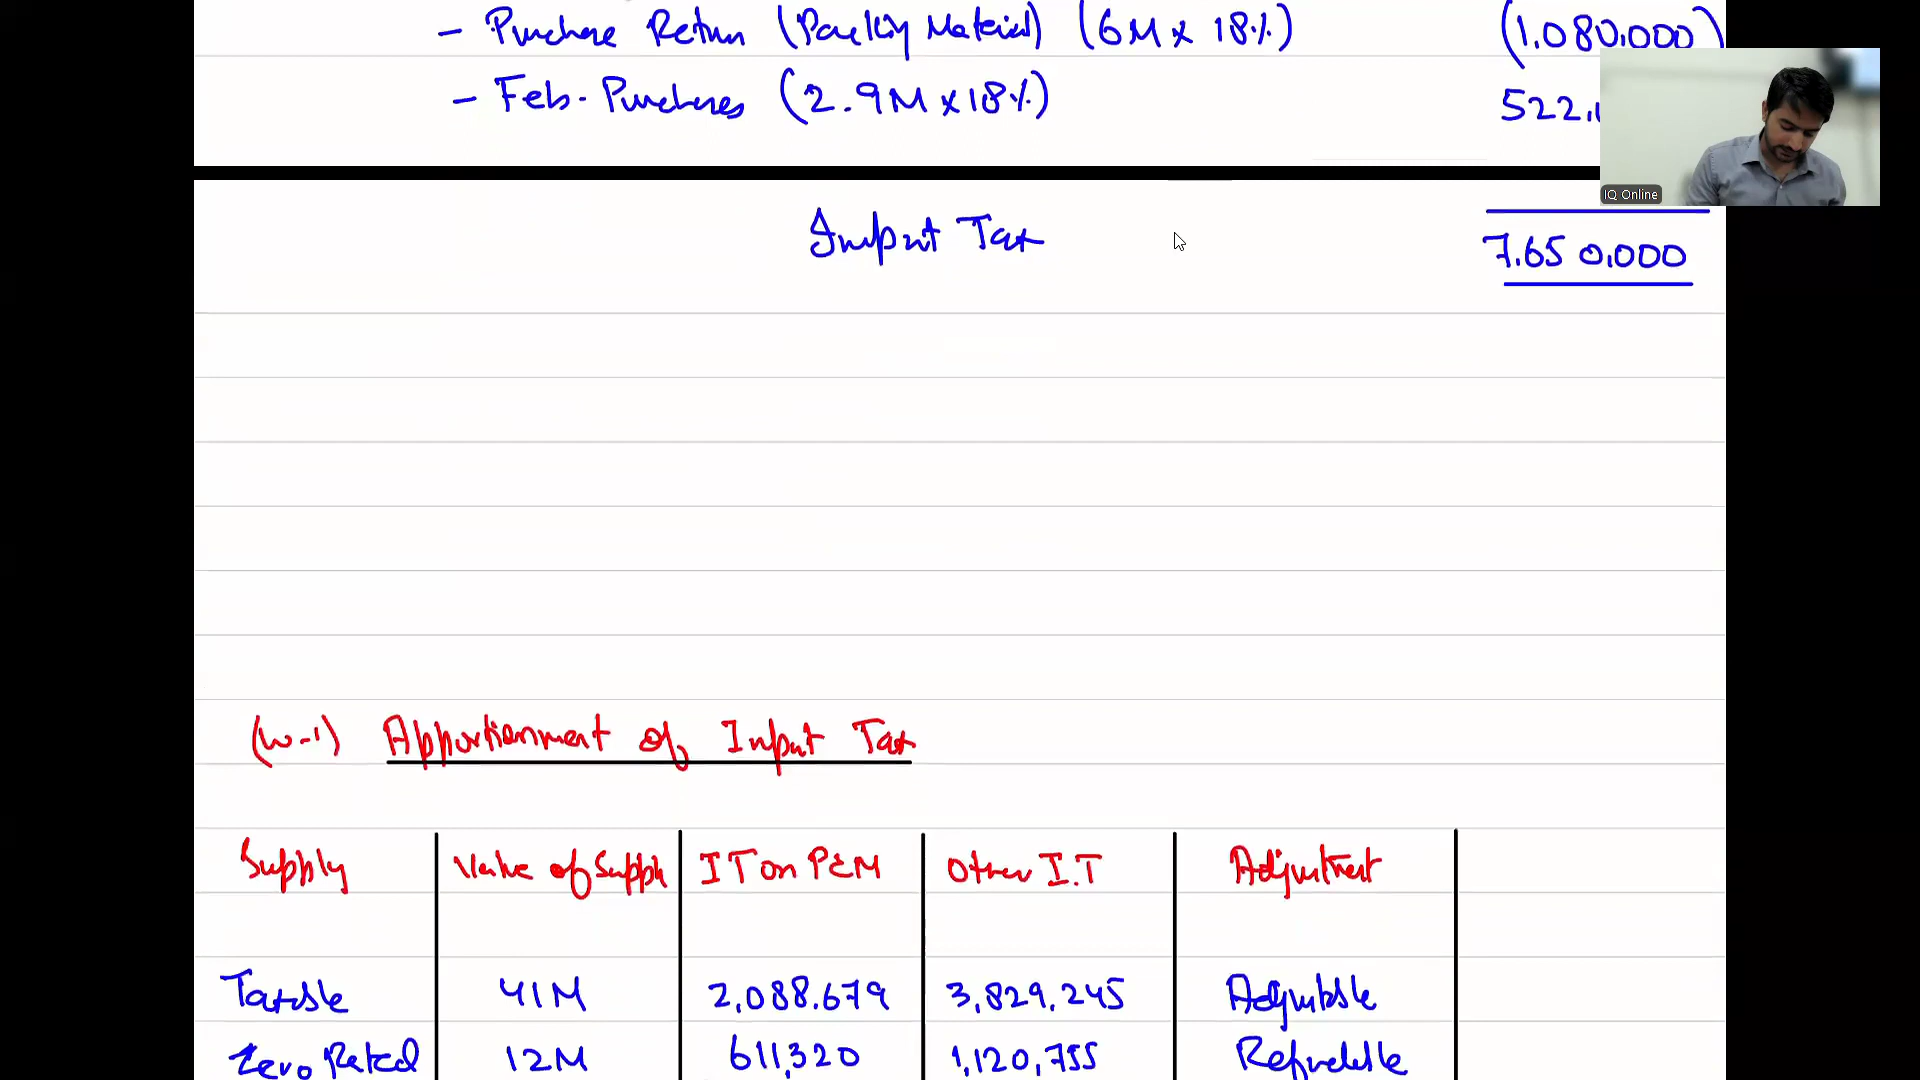 - Purchase Return (Packing Material) (6M x 18%) (1,080,000)
- Feb. Purchases (2.9M x 18%) 522,
IQ Online
Input Tax 7,650,000
(W-1) Apportionment of Input Tax
Supply Value of Supply IT on P&M Other I.T Adjustment
Taxable 41M 2,088,679 3,829,245 Adjustable
Zero Rated 12M 611,320 1,120,755 Refundable